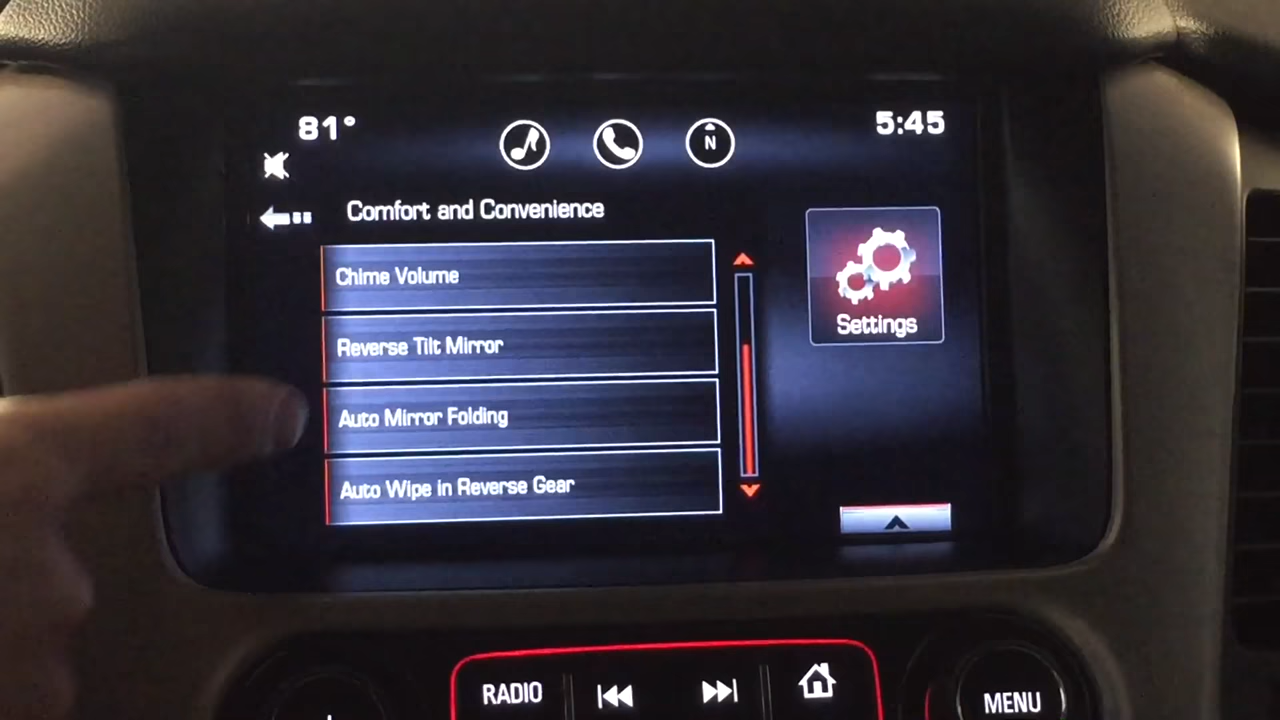 81°
5:45
N
Comfort and Convenience
Chime Volume
Reverse Tilt Mirror
Auto Mirror Folding
Auto Wipe in Reverse Gear
Settings
RADIO
MENU